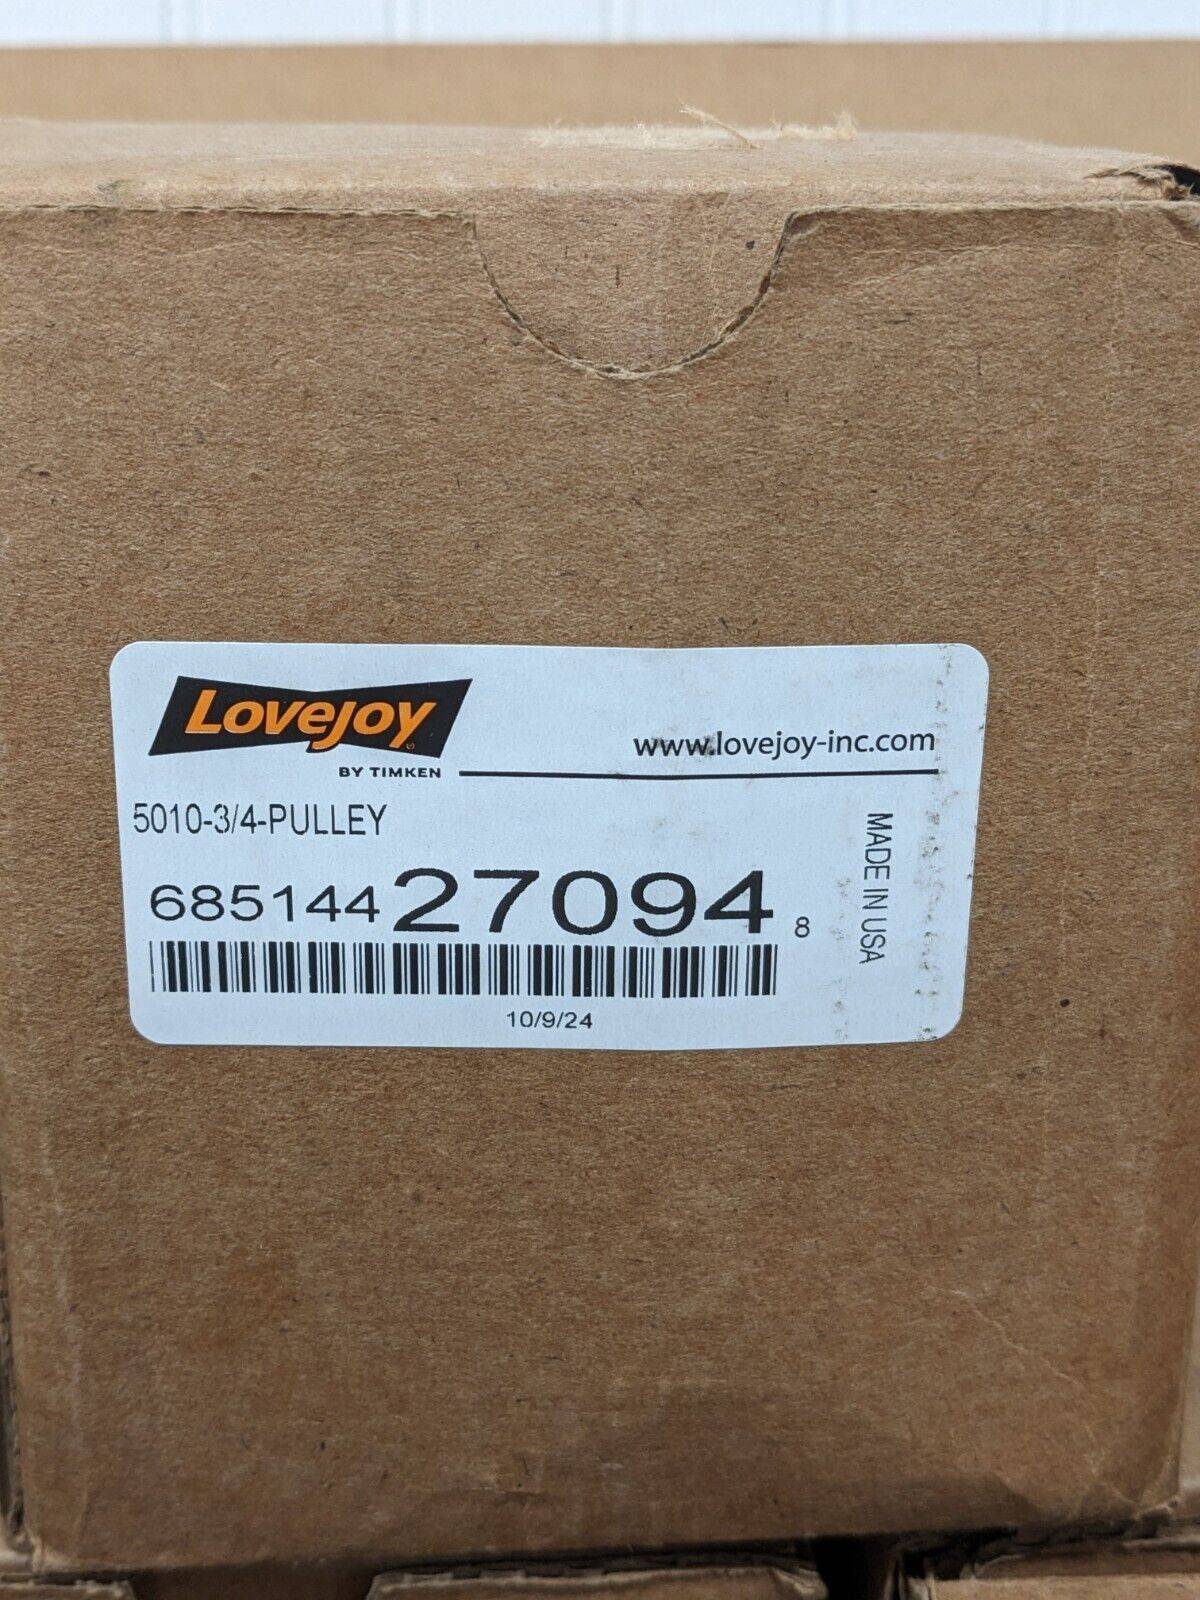 Lovejoy
BY TIMKEN
www.lovejoy-inc.com
5010-3/4-PULLEY
685144 27094 8
10/9/24
MADE IN USA